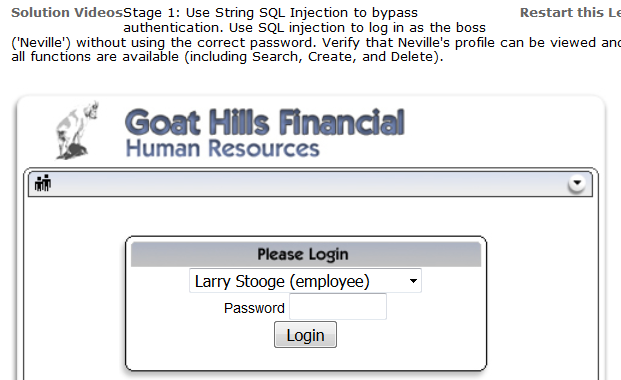 Solution Videos Stage 1: Use String SQL Injection to bypass Restart this Le
authentication. Use SQL injection to log in as the boss
('Neville') without using the correct password. Verify that Neville's profile can be viewed and
all functions are available (including Search, Create, and Delete).
Goat Hills Financial
Human Resources
Please Login
Larry Stooge (employee)
Password
Login